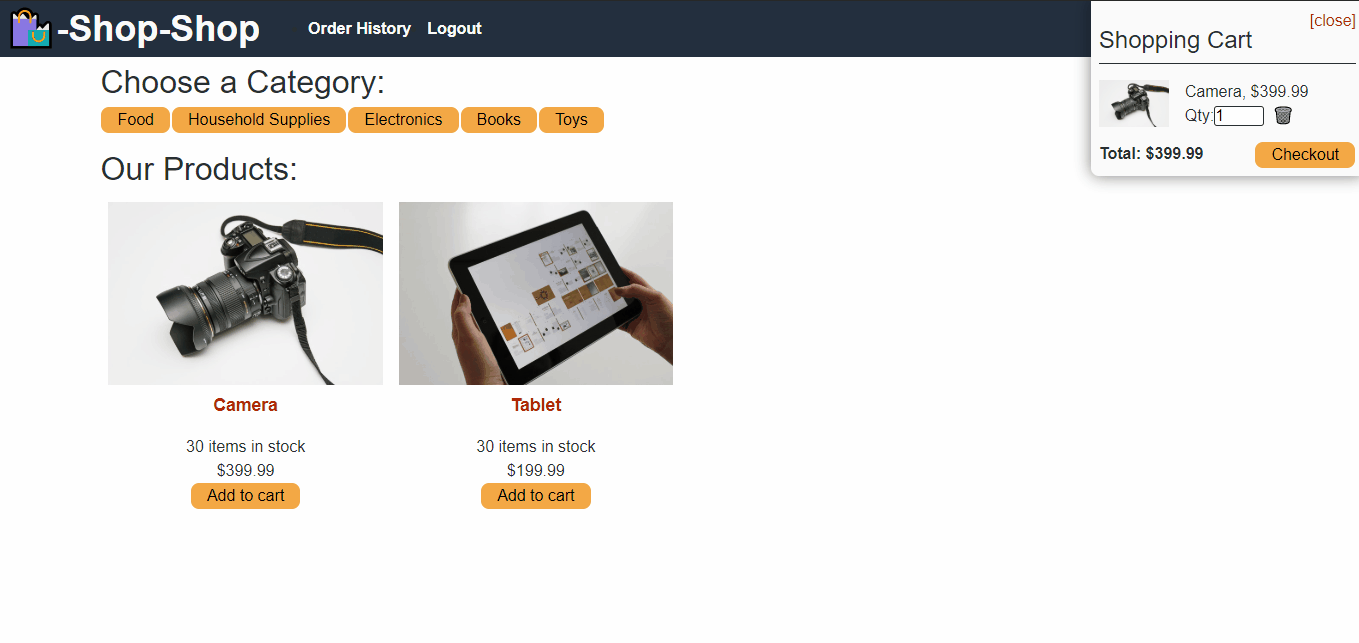 -Shop-Shop
Order History
Logout
[close]
Shopping Cart
Camera, $399.99
Qty: 1
Total: $399.99
Checkout
Choose a Category:
Food
Household Supplies
Electronics
Books
Toys
Our Products:
Camera
30 items in stock
$399.99
Add to cart
Tablet
30 items in stock
$199.99
Add to cart